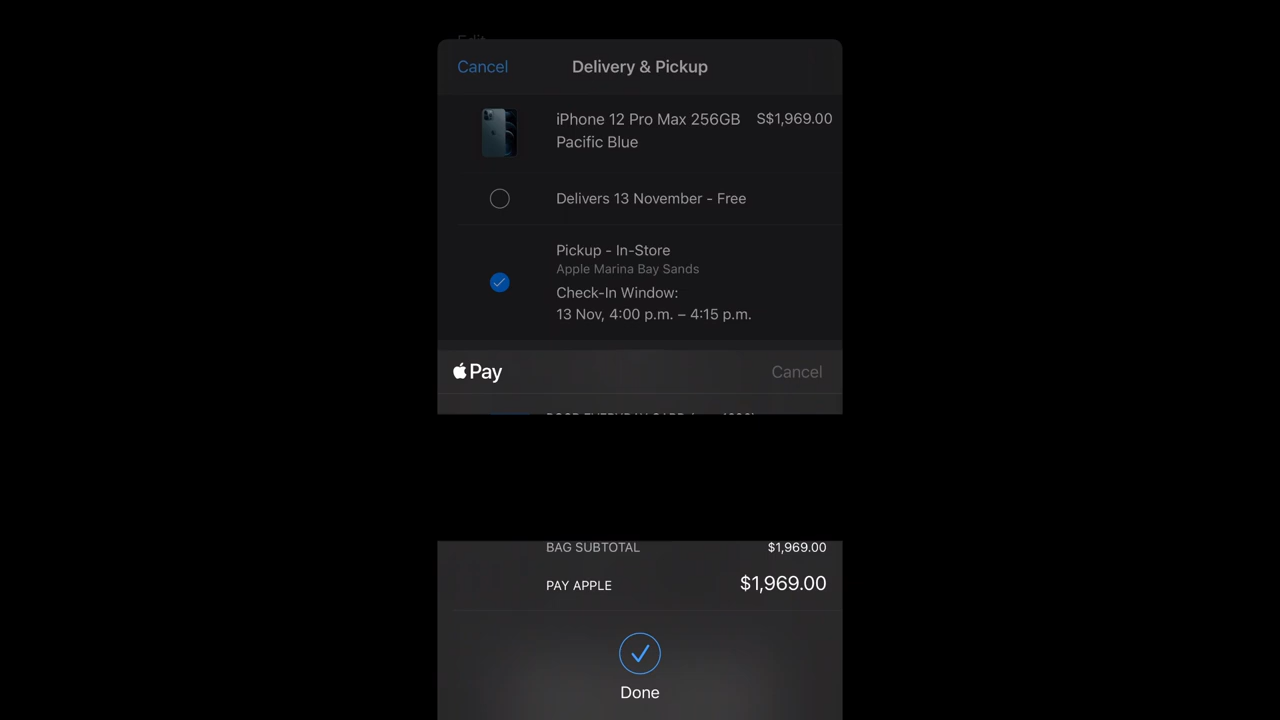 Cancel
Delivery & Pickup
iPhone 12 Pro Max 256GB S$1,969.00
Pacific Blue
Delivers 13 November - Free
Pickup - In-Store
Apple Marina Bay Sands
Check-In Window:
13 Nov, 4:00 p.m. – 4:15 p.m.
Pay
Cancel
BAG SUBTOTAL $1,969.00
PAY APPLE $1,969.00
Done